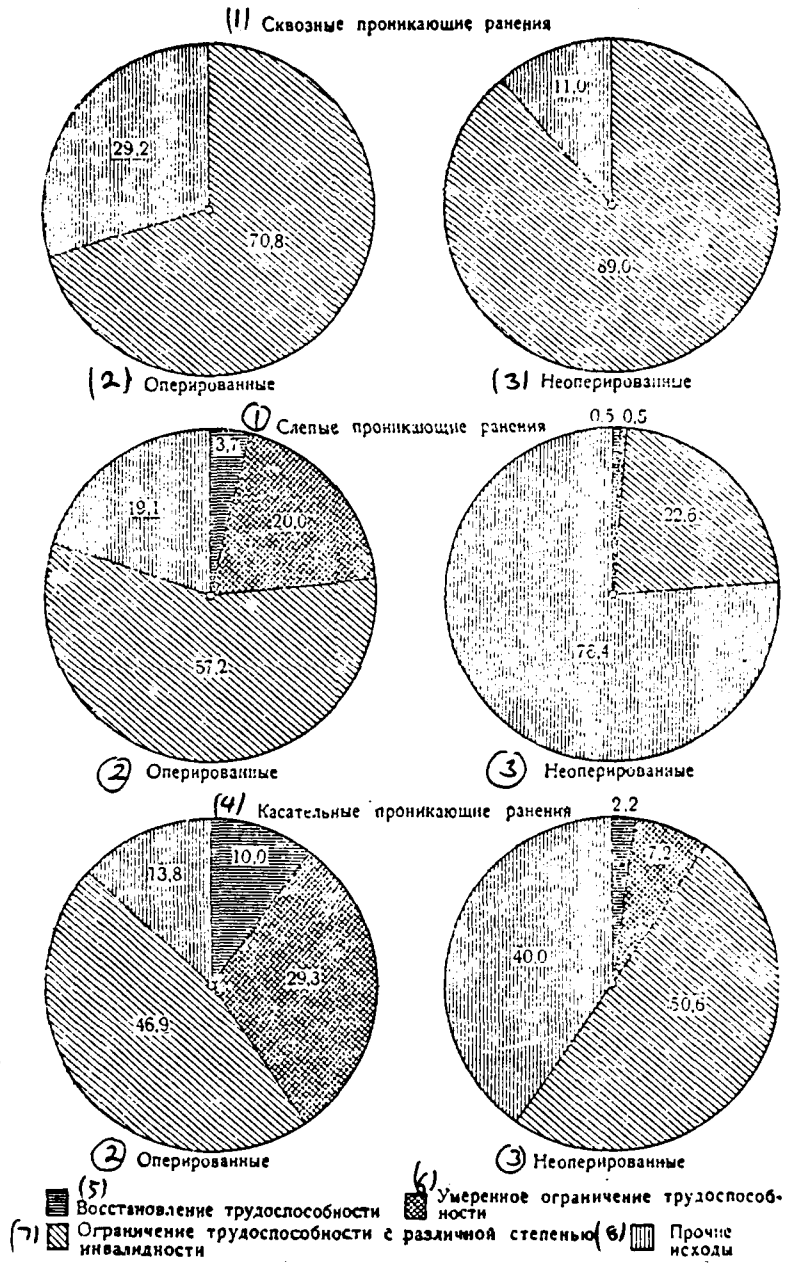 (1) Сквозные проникающие ранения
29,2
70,8
11,0
89,0
(2) Оперированные
(3) Неоперированные
1 Слепые проникающие ранения
3,7
20,0
19,1
57,2
0,5 0,5
22,6
2 Оперированные
3 Неоперированные
(4) Касательные проникающие ранения
10,0
13,8
29,3
46,9
2,2
7,2
40,0
50,6
2 Оперированные
3 Неоперированные
(5) Восстановление трудоспособности
(6) Умеренное ограничение трудоспособ-
ности
(7) Ограничение трудоспособности с различной степенью
инвалидности
(8) Прочие
исходы